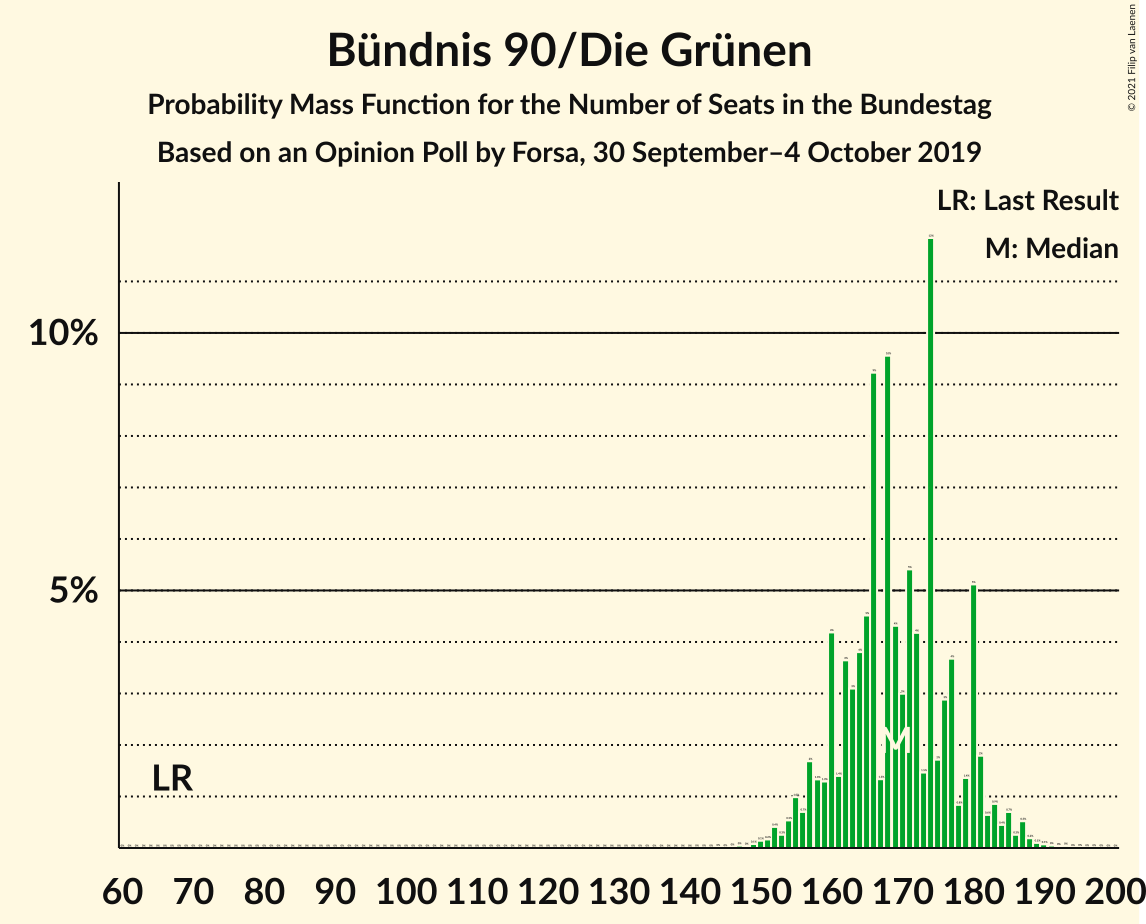 Bündnis 90/Die Grünen
Probability Mass Function for the Number of Seats in the Bundestag
Based on an Opinion Poll by Forsa, 30 September–4 October 2019
© 2021 Filip van Laenen
LR: Last Result
M: Median
10%
5%
LR
M
60 70 80 90 100 110 120 130 140 150 160 170 180 190 200